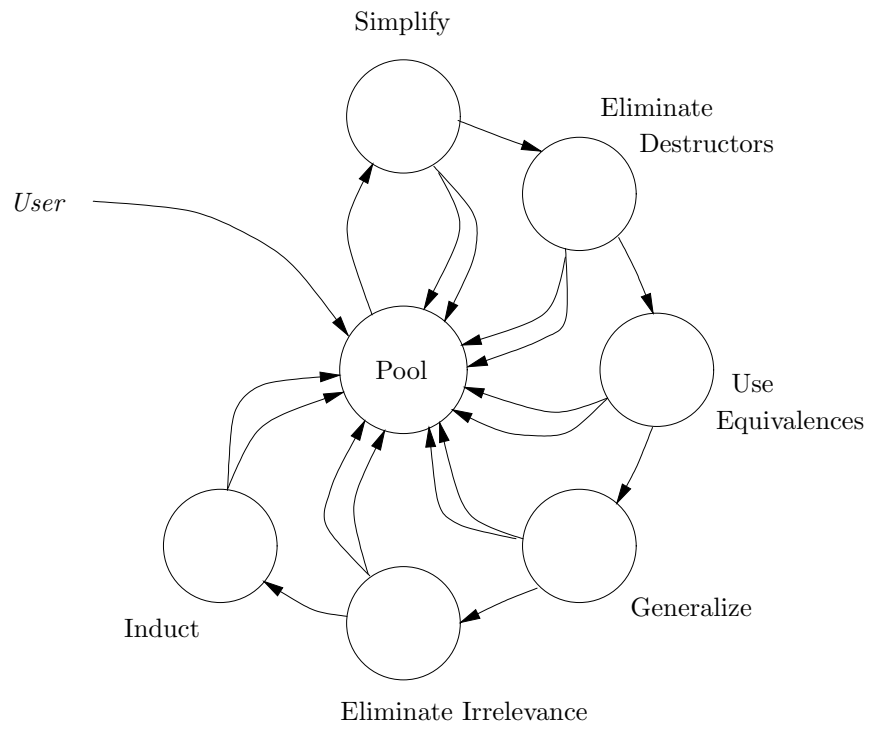 Simplify
Eliminate
Destructors
User
Pool
Use
Equivalences
Generalize
Induct
Eliminate Irrelevance